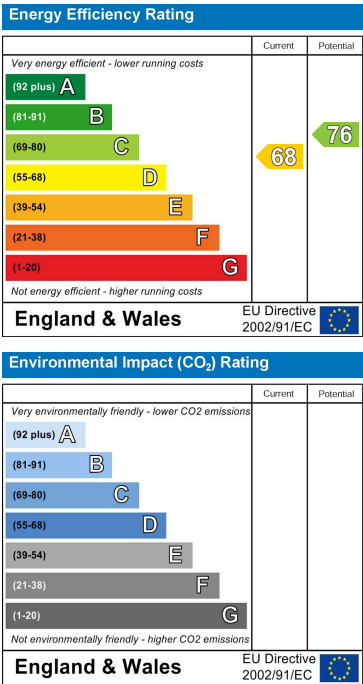 Energy Efficiency Rating
Current Potential
Very energy efficient - lower running costs
(92 plus) A
(81-91) B
(69-80) C
(55-68) D
(39-54) E
(21-38) F
(1-20) G
68
76
Not energy efficient - higher running costs
England & Wales
EU Directive
2002/91/EC
Environmental Impact (CO₂) Rating
Current Potential
Very environmentally friendly - lower CO2 emissions
(92 plus) A
(81-91) B
(69-80) C
(55-68) D
(39-54) E
(21-38) F
(1-20) G
Not environmentally friendly - higher CO2 emissions
England & Wales
EU Directive
2002/91/EC